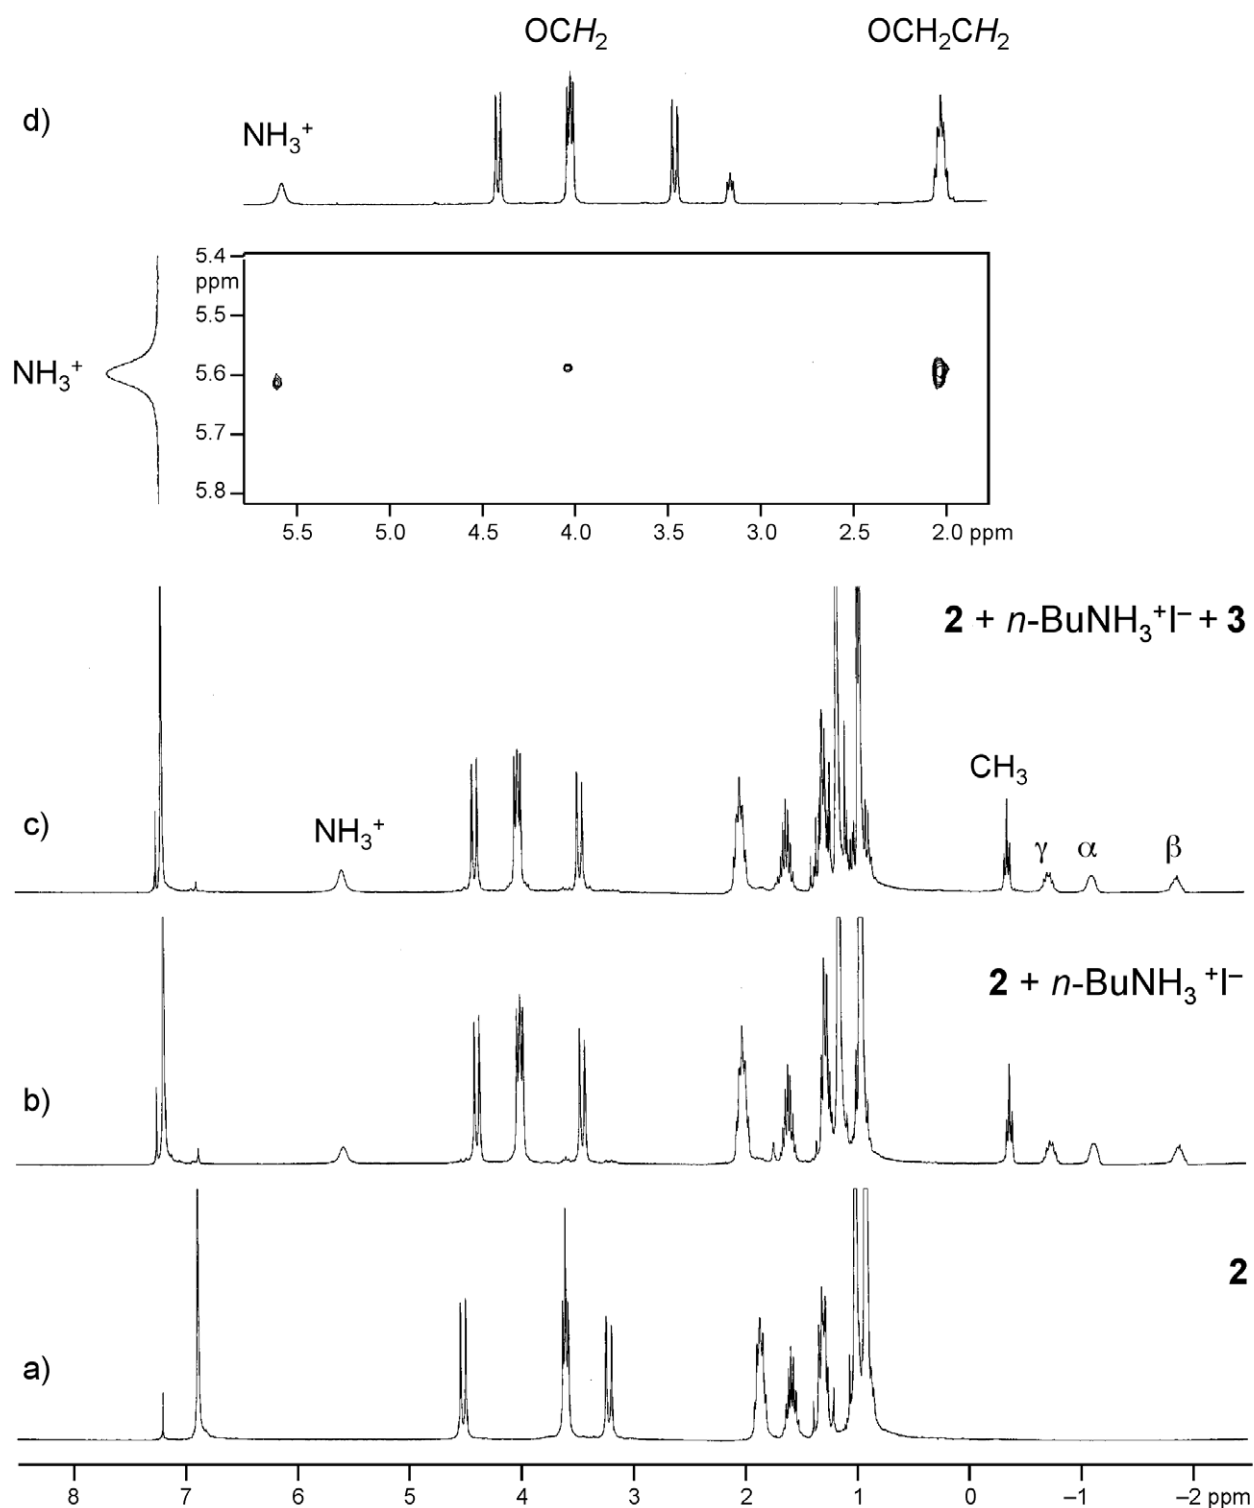 OCH₂ OCH₂CH₂
d)
NH₃⁺
5.4
ppm
5.5
NH₃⁺ 5.6
5.7
5.8
5.5 5.0 4.5 4.0 3.5 3.0 2.5 2.0 ppm
2 + n-BuNH₃⁺I⁻ + 3
CH₃
c) NH₃⁺ γ α β
2 + n-BuNH₃⁺I⁻
b)
2
a)
8 7 6 5 4 3 2 1 0 –1 –2 ppm